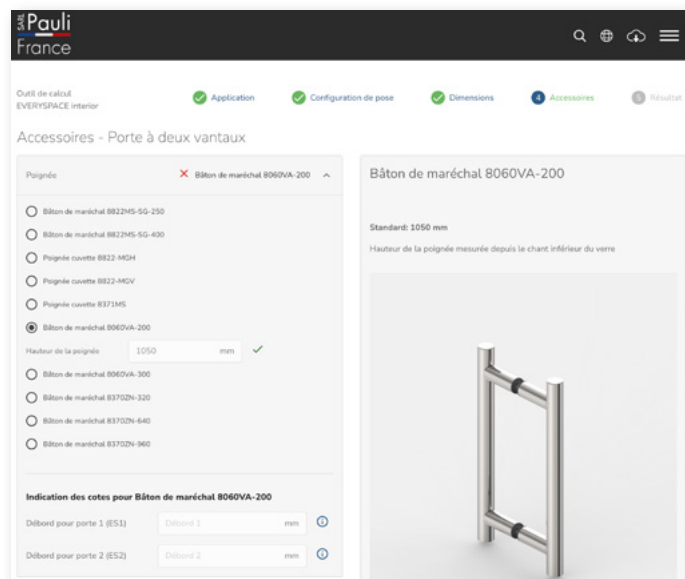 SARL
Pauli
France
Outil de calcul
EVERYSPACE interior
Application
Configuration de pose
Dimensions
4 Accessoires
5 Résultat
Accessoires - Porte à deux vantaux
Poignée
Bâton de maréchal 8060VA-200
Bâton de maréchal 8822MS-SG-250
Bâton de maréchal 8822MS-SG-400
Poignée cuvette 8822-MGH
Poignée cuvette 8822-MGV
Poignée cuvette 8371MS
Bâton de maréchal 8060VA-200
Hauteur de la poignée 1050 mm
Bâton de maréchal 8060VA-300
Bâton de maréchal 8370ZN-320
Bâton de maréchal 8370ZN-640
Bâton de maréchal 8370ZN-960
Indication des cotes pour Bâton de maréchal 8060VA-200
Débord pour porte 1 (ES1) Débord 1 mm
Débord pour porte 2 (ES2) Débord 2 mm
Bâton de maréchal 8060VA-200
Standard: 1050 mm
Hauteur de la poignée mesurée depuis le chant inférieur du verre